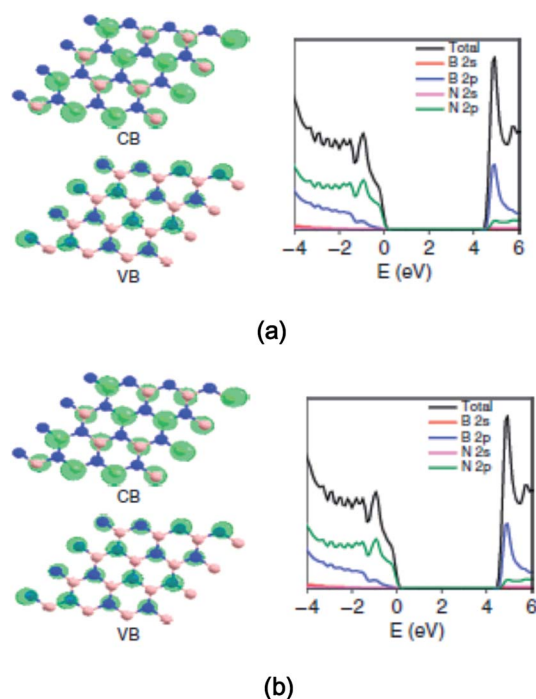 CB
VB
Total
B 2s
B 2p
N 2s
N 2p
−4 −2 0 2 4 6
E (eV)
(a)
CB
VB
Total
B 2s
B 2p
N 2s
N 2p
−4 −2 0 2 4 6
E (eV)
(b)